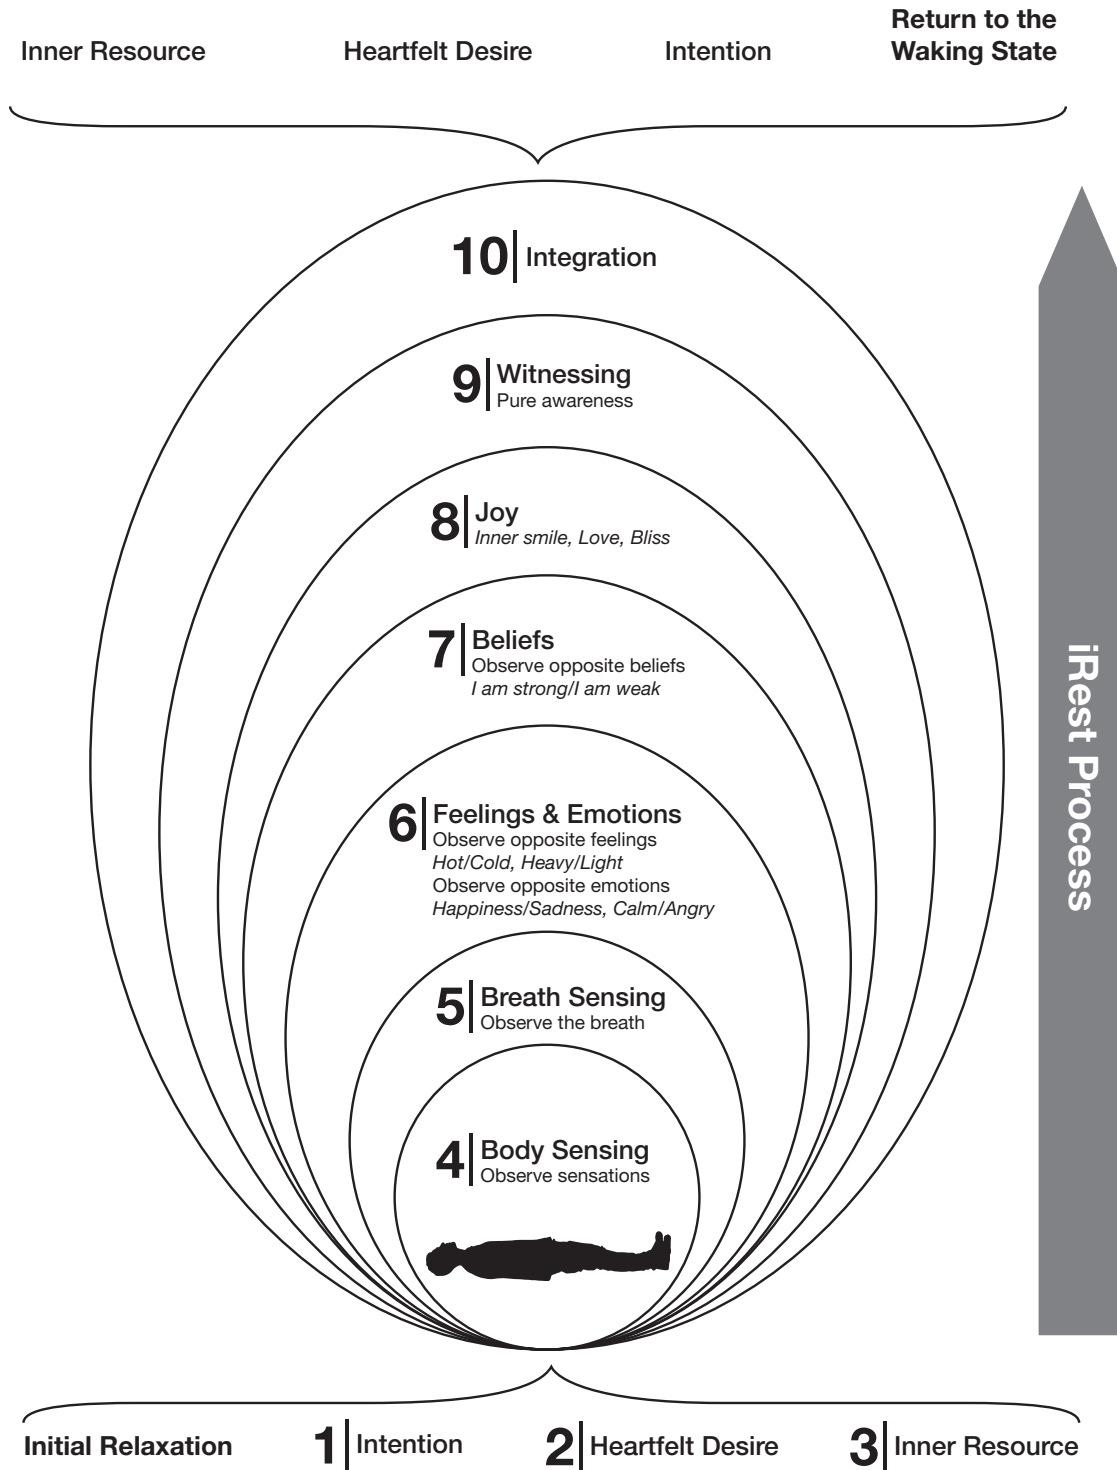 Inner Resource
Heartfelt Desire
Intention
Return to the
Waking State
10 Integration
9 Witnessing
Pure awareness
8 Joy
Inner smile, Love, Bliss
7 Beliefs
Observe opposite beliefs
I am strong/I am weak
6 Feelings & Emotions
Observe opposite feelings
Hot/Cold, Heavy/Light
Observe opposite emotions
Happiness/Sadness, Calm/Angry
5 Breath Sensing
Observe the breath
4 Body Sensing
Observe sensations
iRest Process
Initial Relaxation
1 Intention
2 Heartfelt Desire
3 Inner Resource